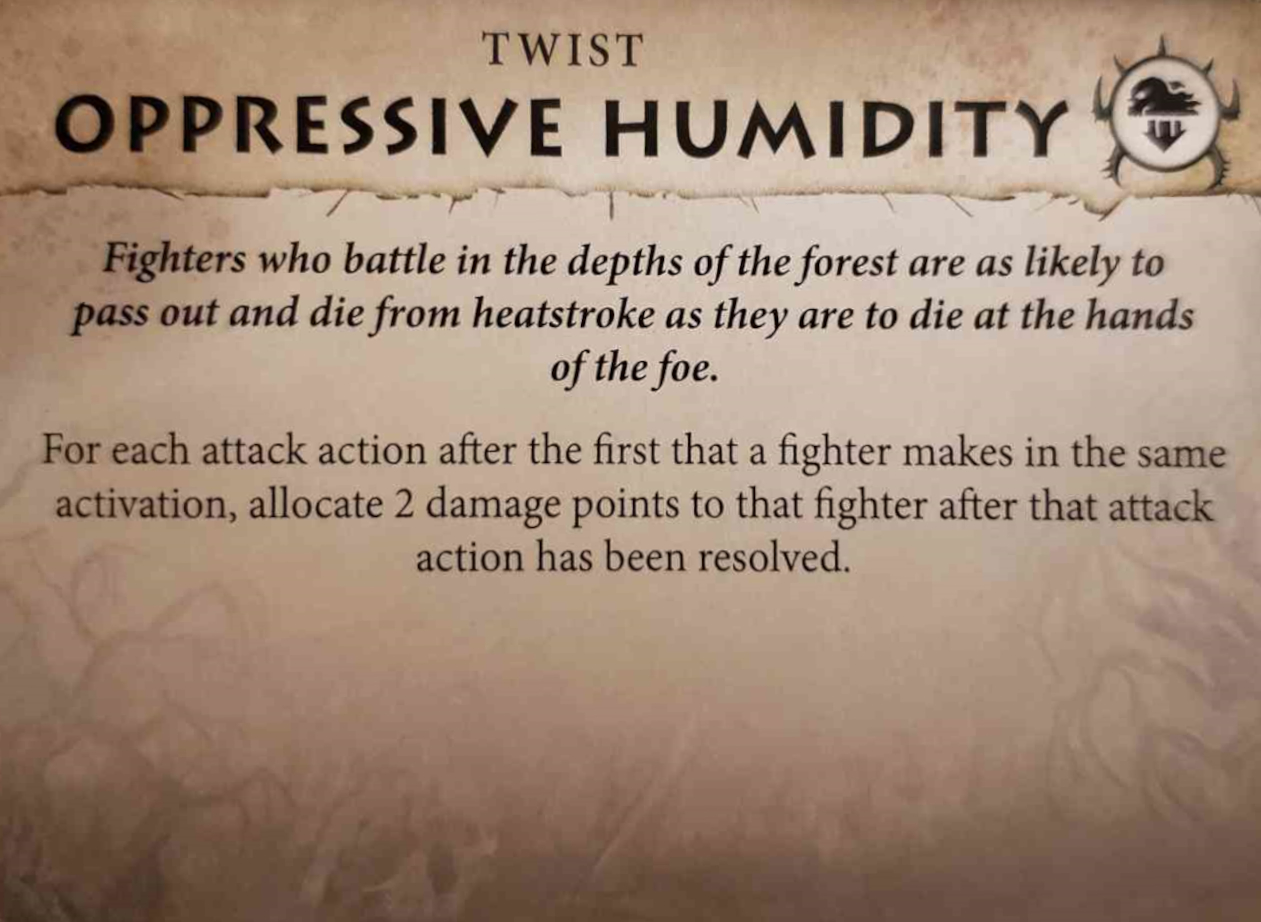 TWIST
OPPRESSIVE HUMIDITY
Fighters who battle in the depths of the forest are as likely to
pass out and die from heatstroke as they are to die at the hands
of the foe.
For each attack action after the first that a fighter makes in the same
activation, allocate 2 damage points to that fighter after that attack
action has been resolved.